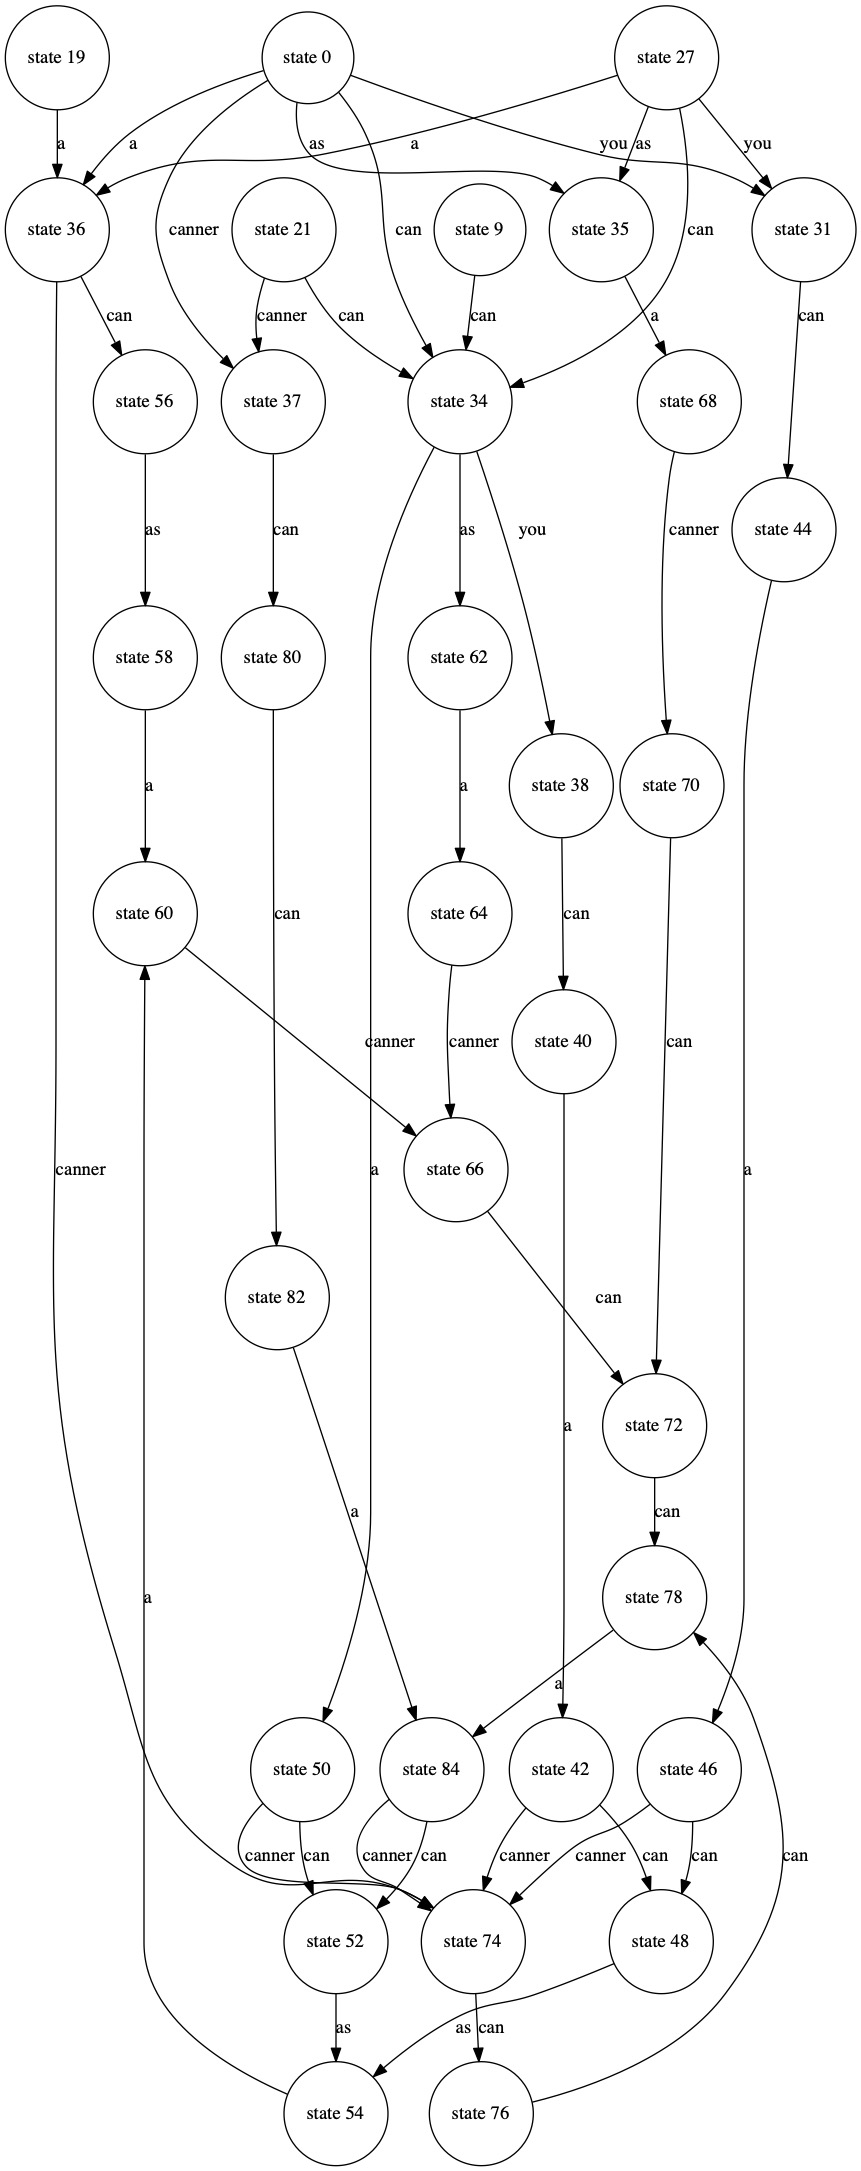 state 19 state 0 state 27
a a as a you as you
state 36 canner state 21 can state 9 state 35 can state 31
can canner can can a can
state 56 state 37 state 34 state 68
as can as you canner state 44
state 58 state 80 state 62 state 38 state 70
a a
state 60 can state 64 can
canner canner state 40 can
canner a state 66 a
state 82 can
a state 72
a can
a state 78
a
state 50 state 84 state 42 state 46
canner can canner can canner can canner can
state 52 state 74 state 48
as as can
state 54 state 76
can